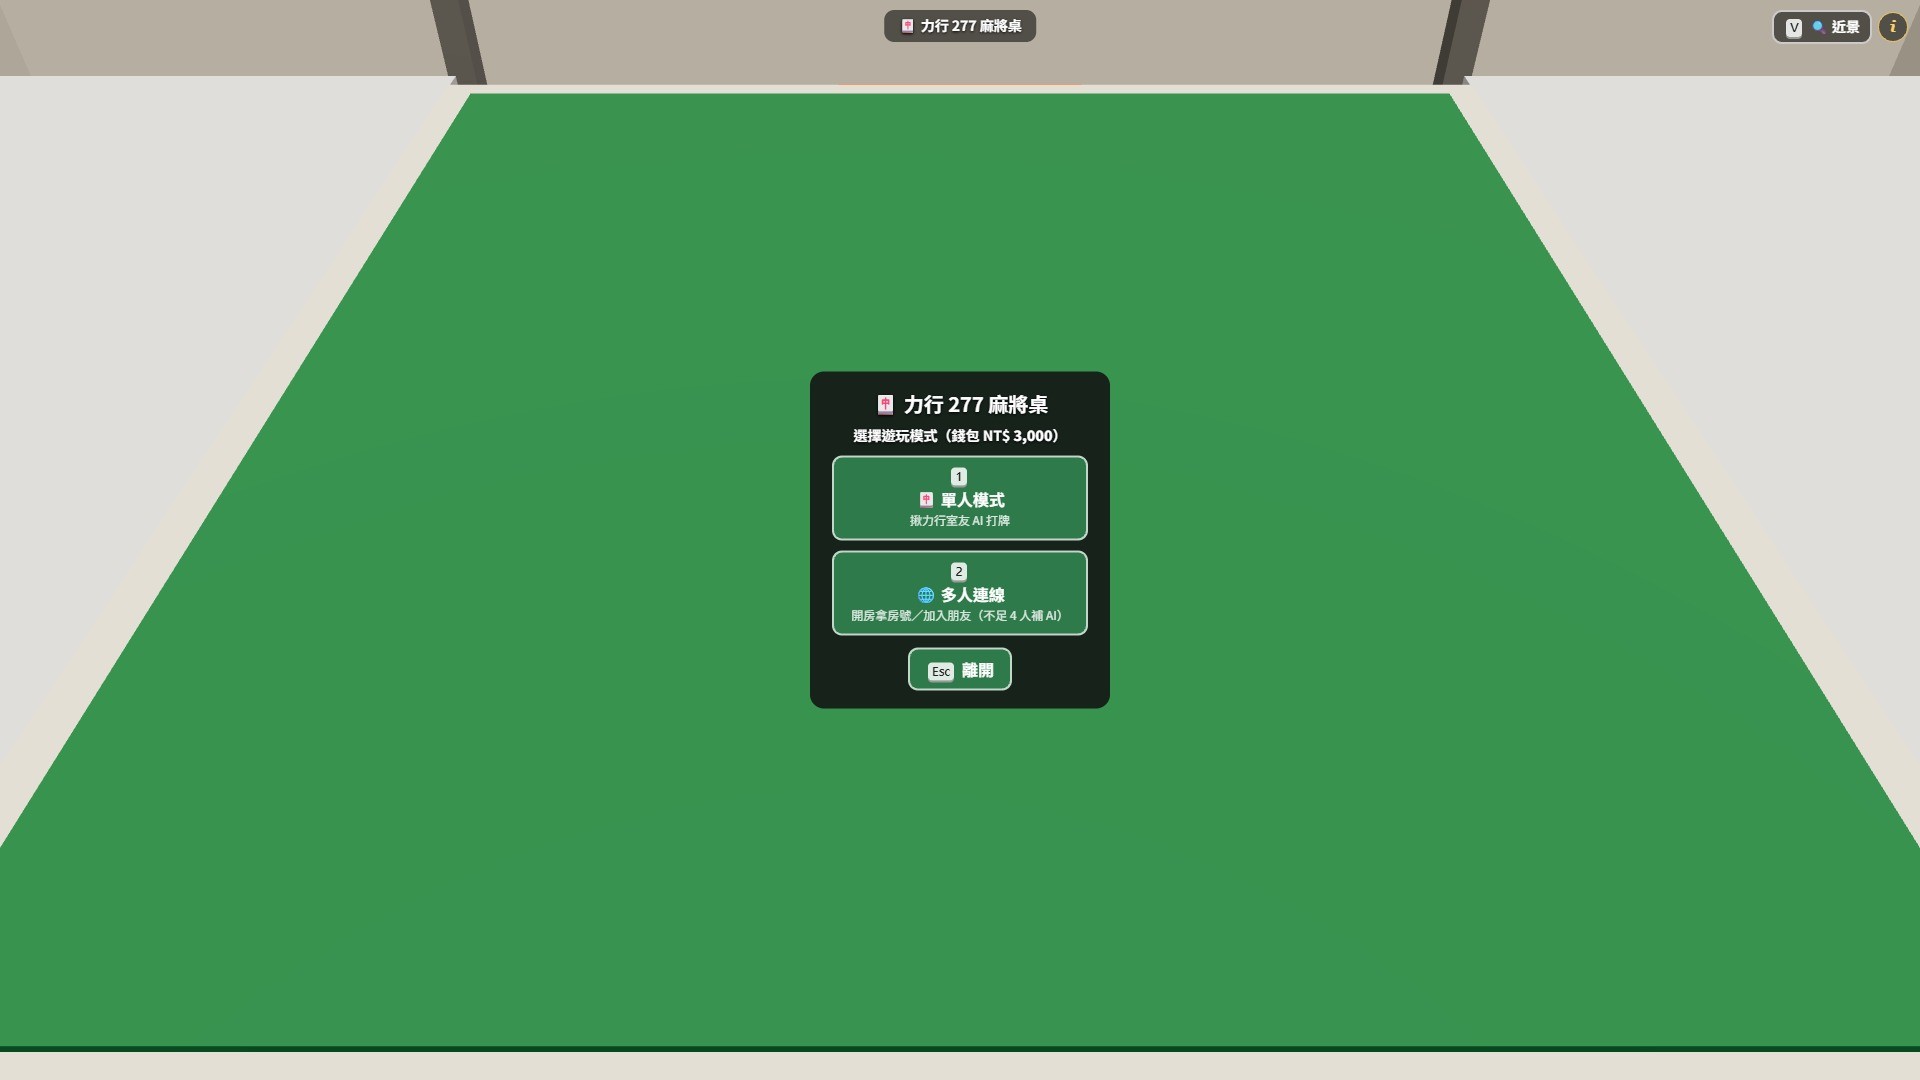 🀄 力行 277 麻將桌
V 🔍 近景
i
🀄 力行 277 麻將桌
選擇遊玩模式（錢包 NT$ 3,000）
1
🀄 單人模式
揪力行室友 AI 打牌
2
🌐 多人連線
開房拿房號／加入朋友（不足 4 人補 AI）
Esc 離開